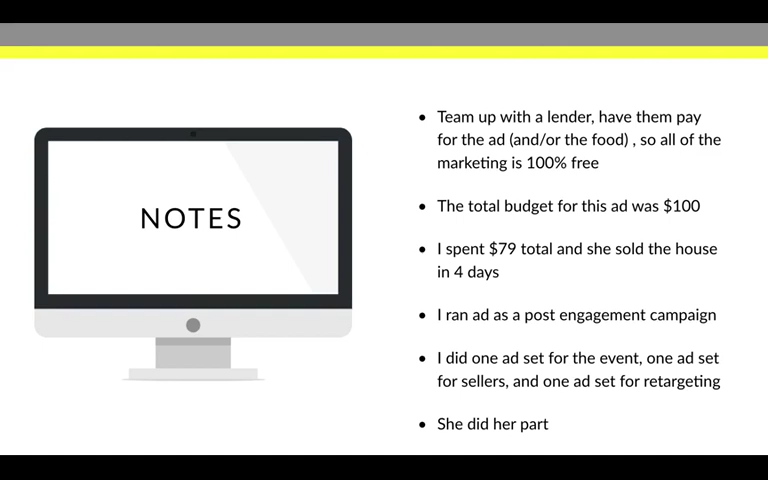 NOTES
• Team up with a lender, have them pay
for the ad (and/or the food) , so all of the
marketing is 100% free
• The total budget for this ad was $100
• I spent $79 total and she sold the house
in 4 days
• I ran ad as a post engagement campaign
• I did one ad set for the event, one ad set
for sellers, and one ad set for retargeting
• She did her part